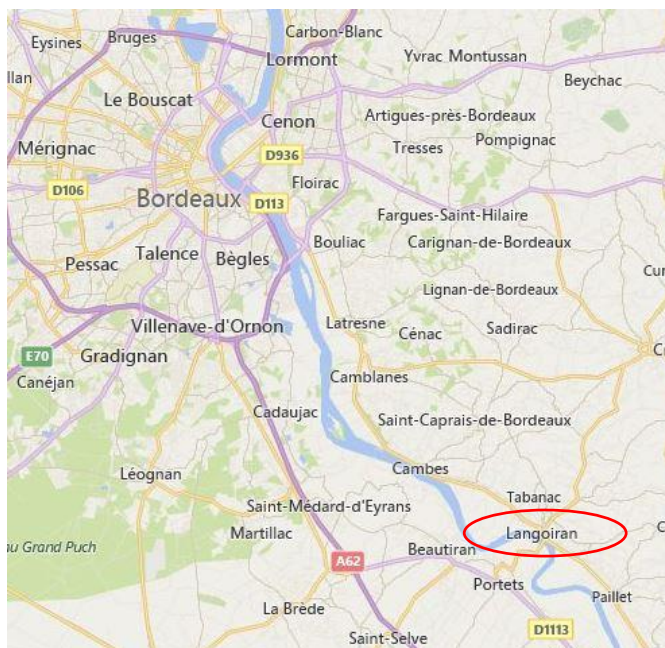 Carbon-Blanc
Bruges
Eysines
Lormont
Yvrac Montussan
llan
Beychac
Le Bouscat
Artigues-près-Bordeaux
Cenon
Mérignac
Tresses
Pompignac
D936
D106
Floirac
Bordeaux
D113
Fargues-Saint-Hilaire
Bouliac
Carignan-de-Bordeaux
Talence
Bègles
Pessac
Cur
Lignan-de-Bordeaux
Villenave-d'Ornon
Latresne
Cénac
Sadirac
E70
Gradignan
C
Canéjan
Camblanes
Cadaujac
Saint-Caprais-de-Bordeaux
Léognan
Cambes
Tabanac
Saint-Médard-d'Eyrans
Martillac
Langoiran
C
au Grand Puch
Beautiran
A62
Portets
Paillet
La Brède
D1113
Saint-Selve